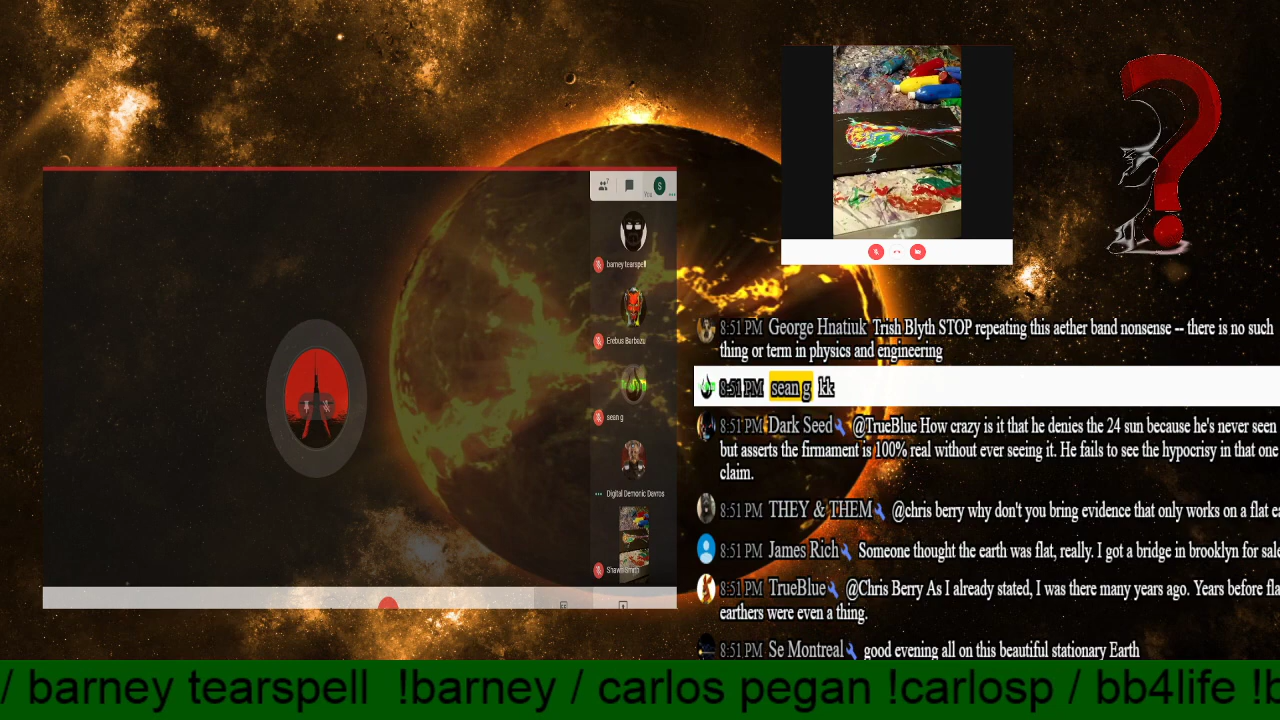 You
S
barney tearspell
Erebus Barbazu
sean g
Digital Demonic Devros
Shawn Smith
8:51 PM George Hnatiuk Trish Blyth STOP repeating this aether band nonsense -- there is no such
thing or term in physics and engineering
8:51 PM sean g kk
8:51 PM Dark Seed @TrueBlue How crazy is it that he denies the 24 sun because he's never seen
but asserts the firmament is 100% real without ever seeing it. He fails to see the hypocrisy in that one
claim.
8:51 PM THEY & THEM @chris berry why don't you bring evidence that only works on a flat ea
8:51 PM James Rich Someone thought the earth was flat, really. I got a bridge in brooklyn for sale
8:51 PM TrueBlue @Chris Berry As I already stated, I was there many years ago. Years before fla
earthers were even a thing.
8:51 PM Se Montreal good evening all on this beautiful stationary Earth
/ barney tearspell !barney / carlos pegan !carlosp / bb4life !b